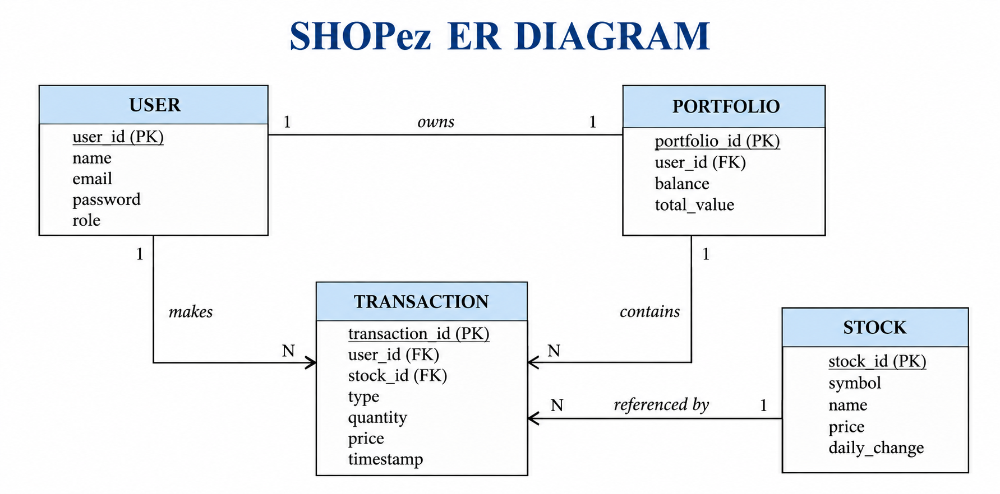 SHOPez ER DIAGRAM
USER
user_id (PK)
name
email
password
role
1
owns
1
PORTFOLIO
portfolio_id (PK)
user_id (FK)
balance
total_value
1
makes
N
TRANSACTION
transaction_id (PK)
user_id (FK)
stock_id (FK)
type
quantity
price
timestamp
1
contains
N
N
referenced by
1
STOCK
stock_id (PK)
symbol
name
price
daily_change